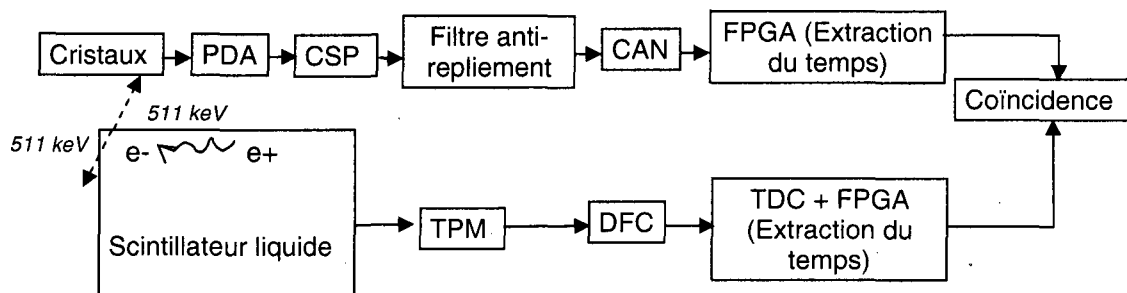 Cristaux
PDA
CSP
Filtre anti-
repliement
CAN
FPGA (Extraction
du temps)
Coïncidence
511 keV
511 keV
e-
e+
Scintillateur liquide
TPM
DFC
TDC + FPGA
(Extraction du
temps)